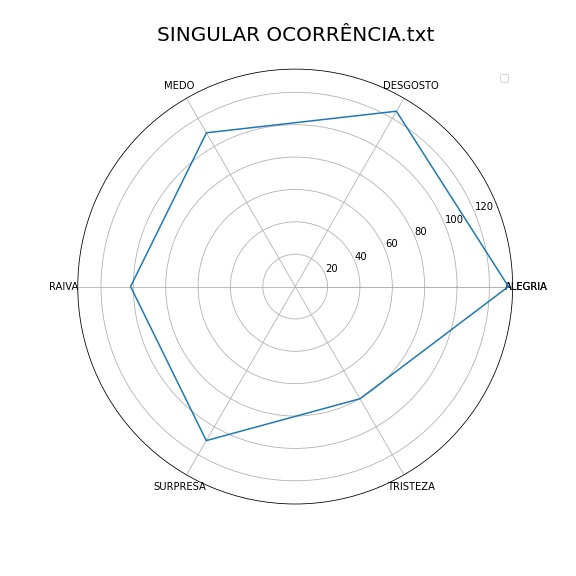 SINGULAR OCORRÊNCIA.txt
MEDO
DESGOSTO
120
100
80
60
40
20
RAIVA
ALEGRIA
SURPRESA
TRISTEZA